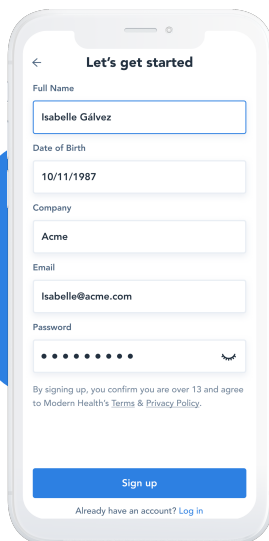 Let's get started
Full Name
Isabelle Gálvez
Date of Birth
10/11/1987
Company
Acme
Email
Isabelle@acme.com
Password
By signing up, you confirm you are over 13 and agree
to Modern Health's Terms & Privacy Policy.
Sign up
Already have an account? Log in